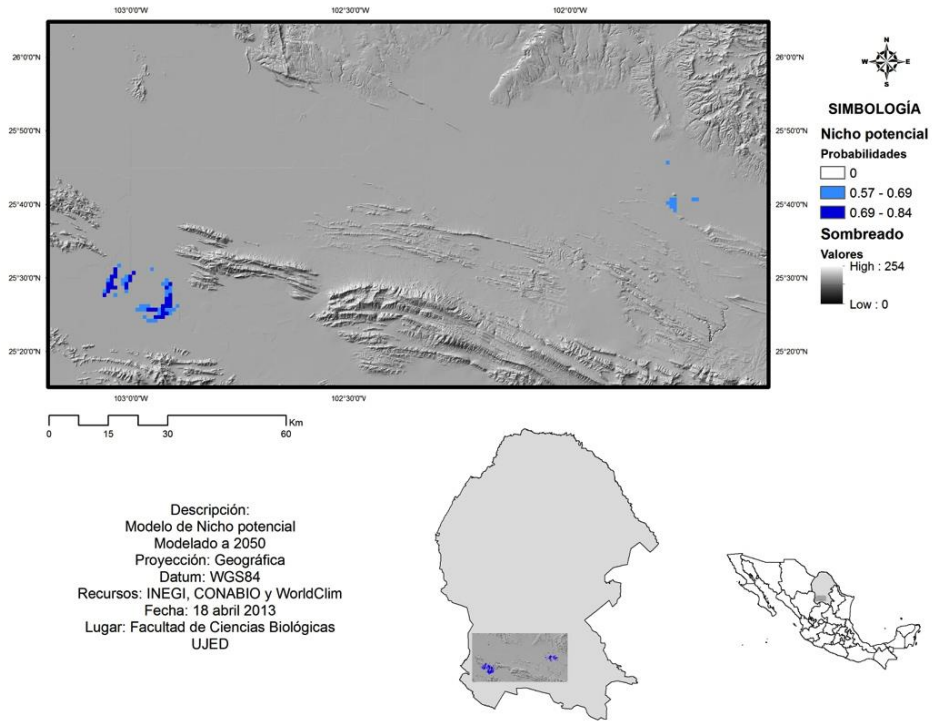 103°0'0"W 102°30'0"W 102°0'0"W
26°0'0"N 26°0'0"N
25°50'0"N 25°50'0"N
25°40'0"N 25°40'0"N
25°30'0"N 25°30'0"N
25°20'0"N 25°20'0"N
103°0'0"W 102°30'0"W
N
W E
S
SIMBOLOGÍA
Nicho potencial
Probabilidades
0
0.57 - 0.69
0.69 - 0.84
Sombreado
Valores
High : 254
Low : 0
Km
0 15 30 60
Descripción:
Modelo de Nicho potencial
Modelado a 2050
Proyección: Geográfica
Datum: WGS84
Recursos: INEGI, CONABIO y WorldClim
Fecha: 18 abril 2013
Lugar: Facultad de Ciencias Biológicas
UJED